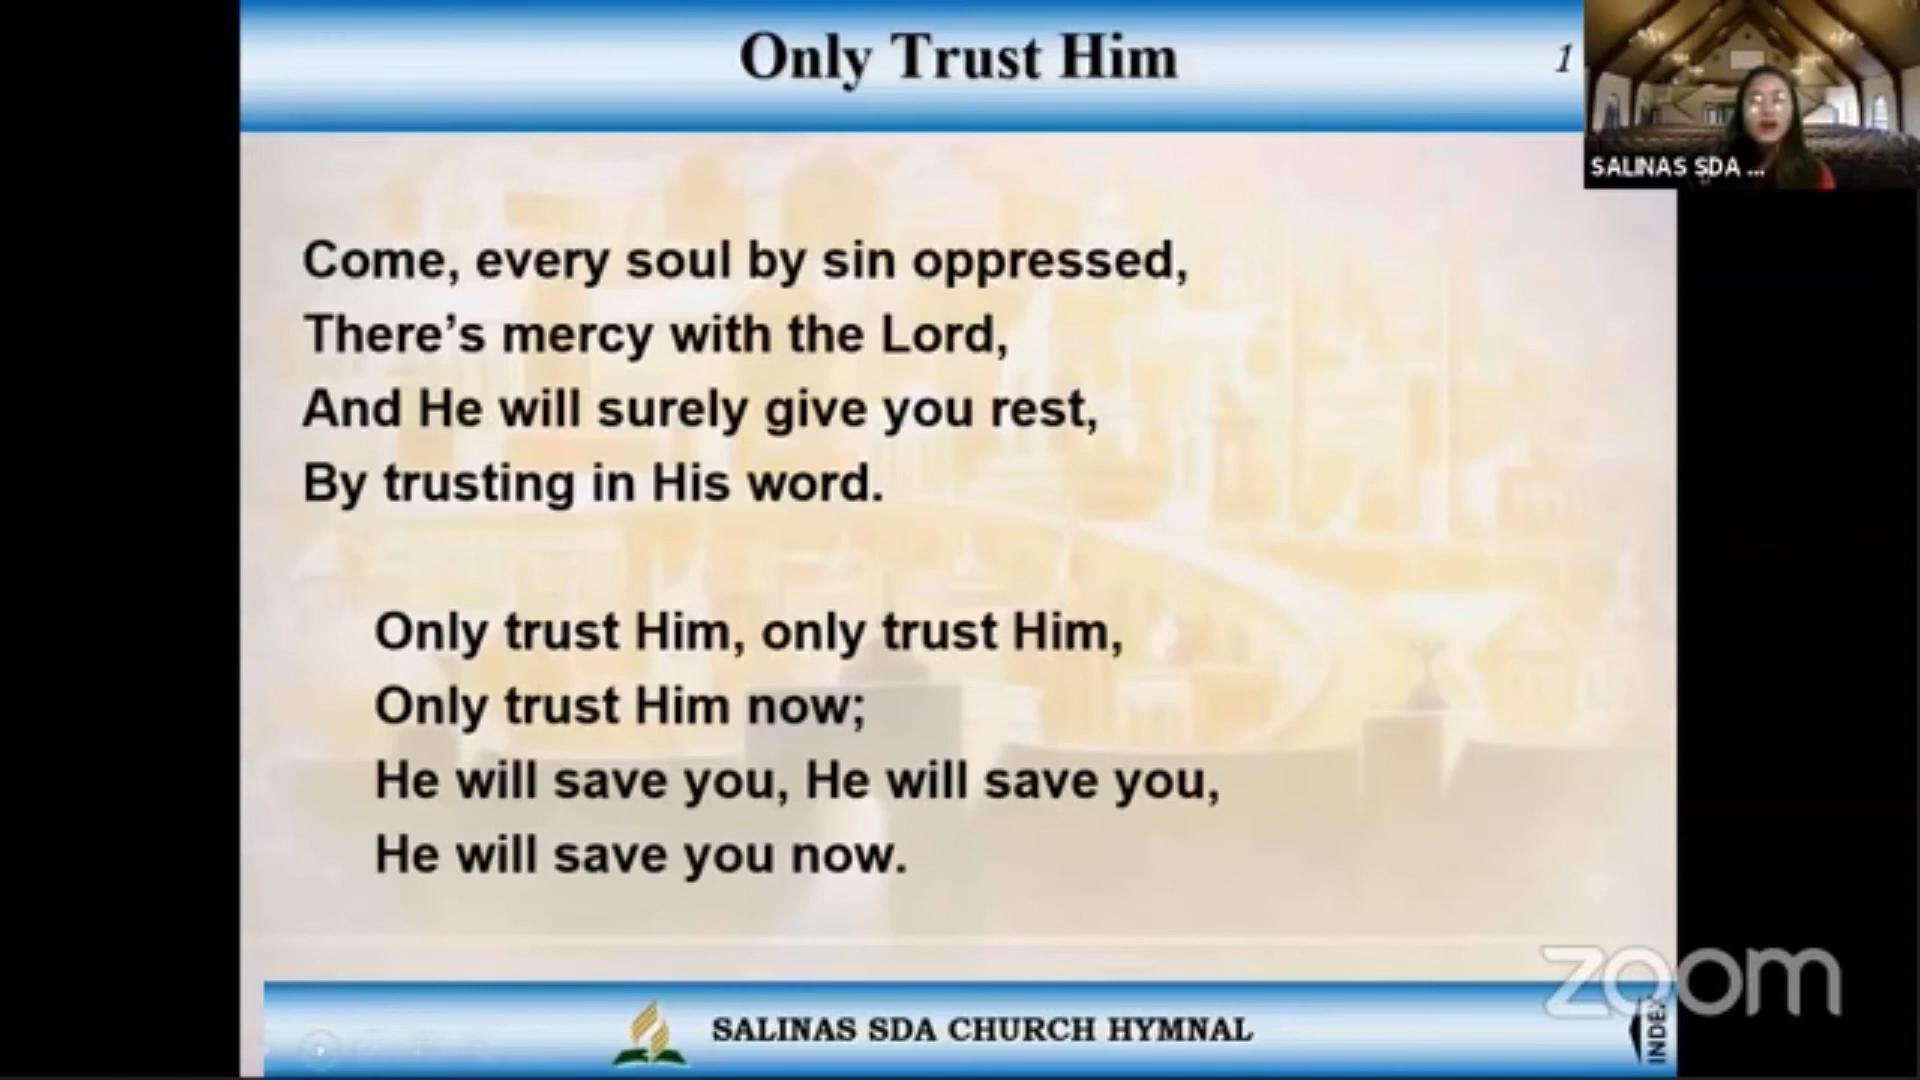 Only Trust Him
1
SALINAS SDA ...
Come, every soul by sin oppressed,
There's mercy with the Lord,
And He will surely give you rest,
By trusting in His word.
Only trust Him, only trust Him,
Only trust Him now;
He will save you, He will save you,
He will save you now.
zoom
SALINAS SDA CHURCH HYMNAL
INDEX